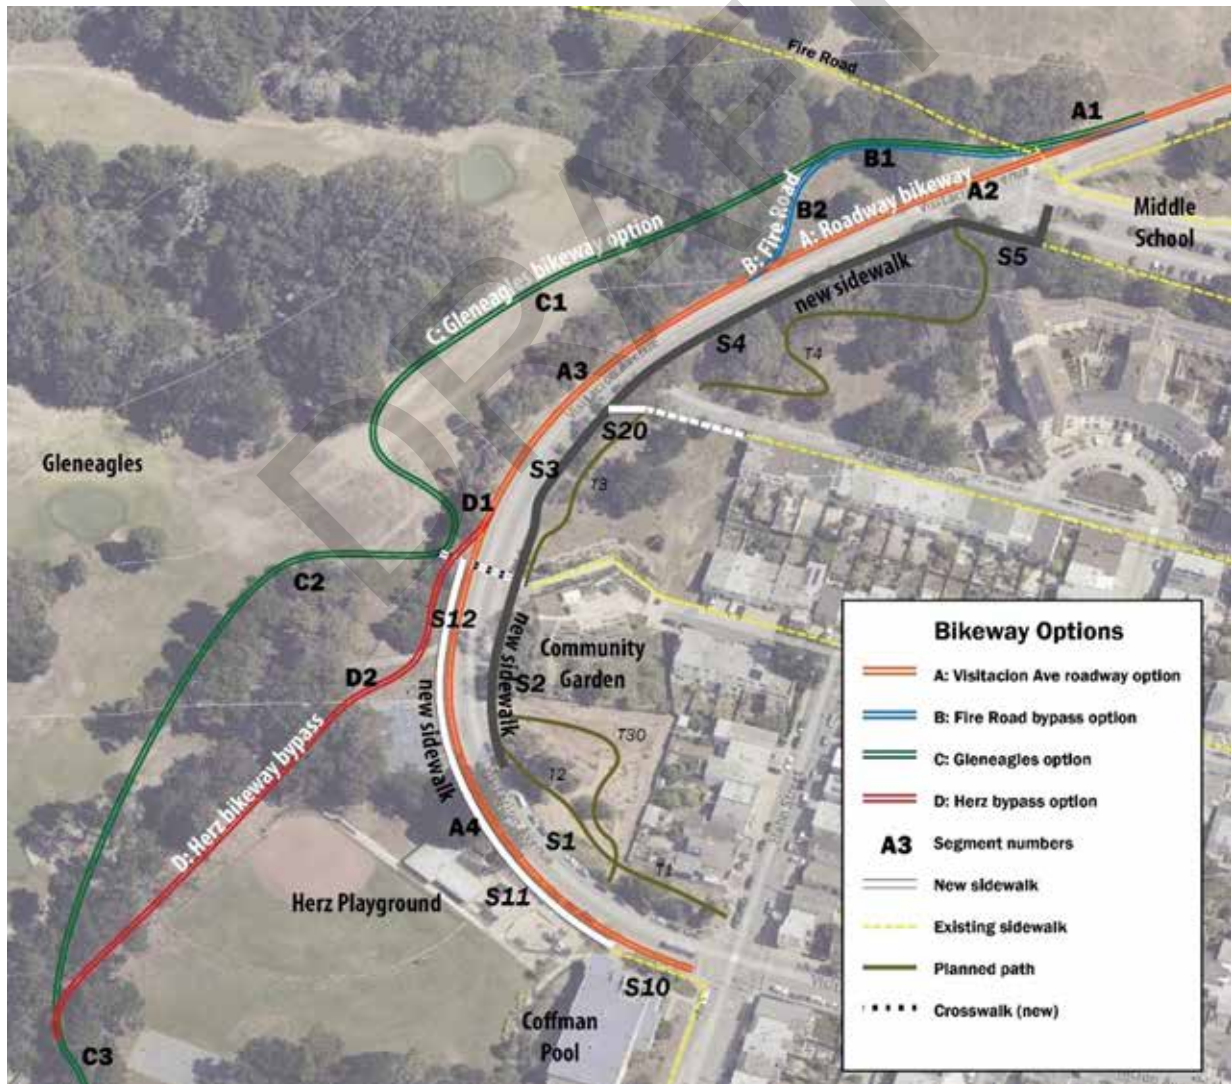 DRAFT
Fire Road
A1
B1
B2
A2
A: Roadway bikeway
B: Fire Road
Middle
School
S5
C: Gleneagles bikeway option
C1
new sidewalk
S4
T4
A3
S20
S3
T3
Gleneagles
D1
C2
S12
new sidewalk
Community
Garden
S2
D2
new sidewalk
T30
T2
D: Herz bikeway bypass
A4
S1
T1
Herz Playground
S11
S10
Coffman
Pool
C3
Bikeway Options
A: Visitacion Ave roadway option
B: Fire Road bypass option
C: Gleneagles option
D: Herz bypass option
A3 Segment numbers
New sidewalk
Existing sidewalk
Planned path
Crosswalk (new)